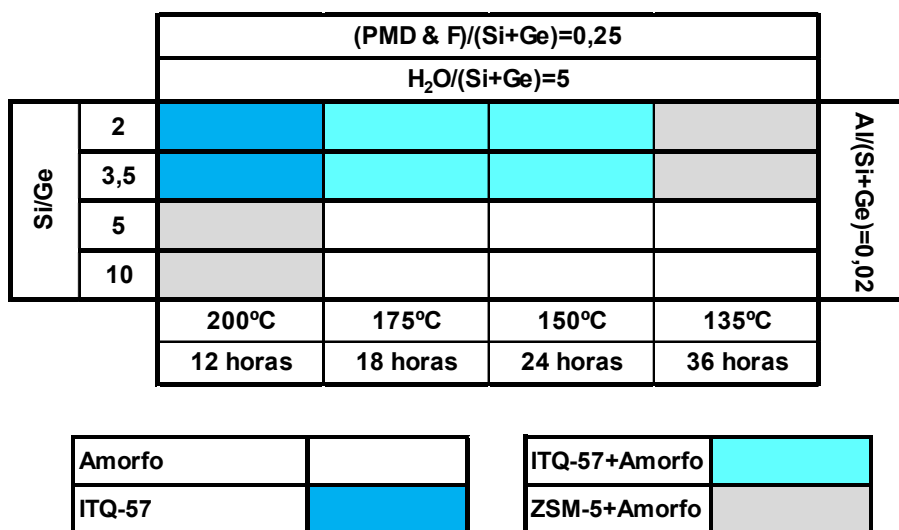 (PMD & F)/(Si+Ge)=0,25
H₂O/(Si+Ge)=5
Si/Ge
2
3,5
5
10
Al/(Si+Ge)=0,02
200ºC 175ºC 150ºC 135ºC
12 horas 18 horas 24 horas 36 horas
Amorfo ITQ-57+Amorfo
ITQ-57 ZSM-5+Amorfo